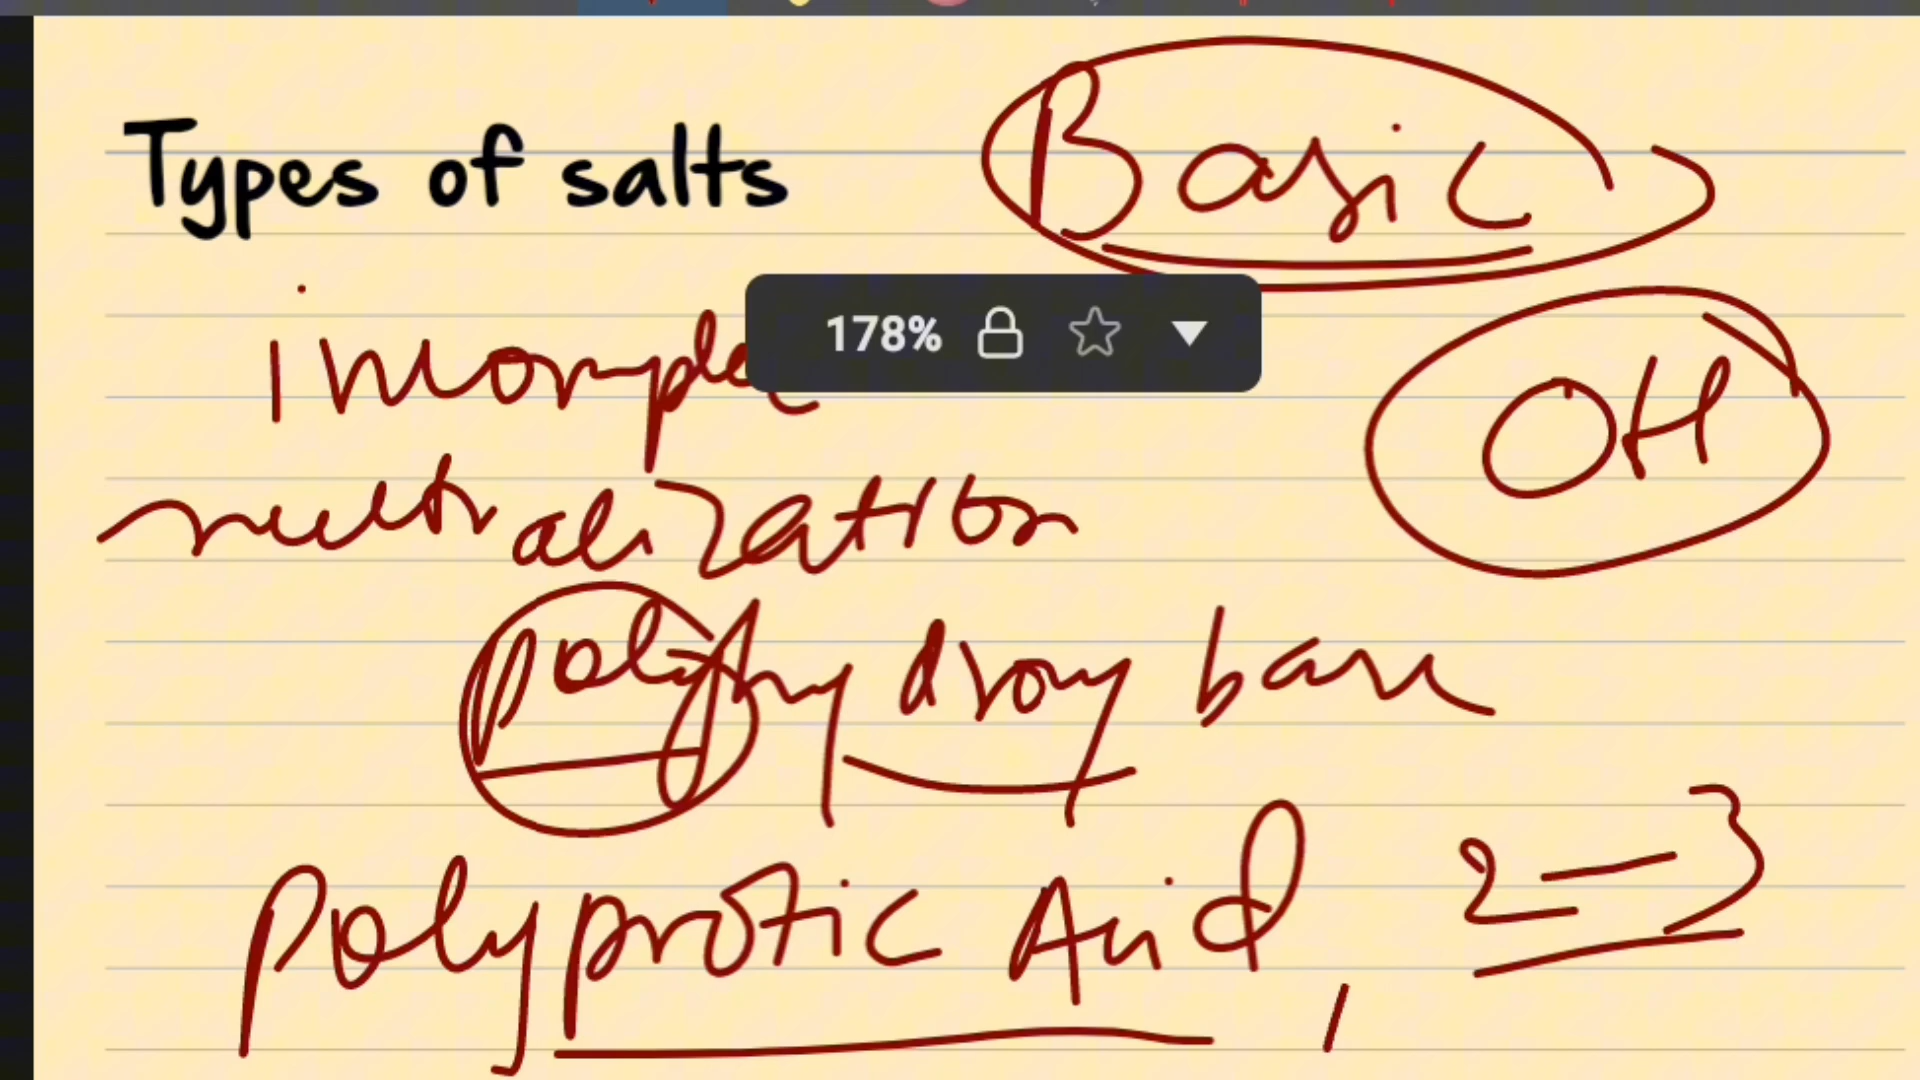 Types of salts Basic
178%
incomple
OH
neutralization
polyhydroxy base
polyprotic Acid, 2-3